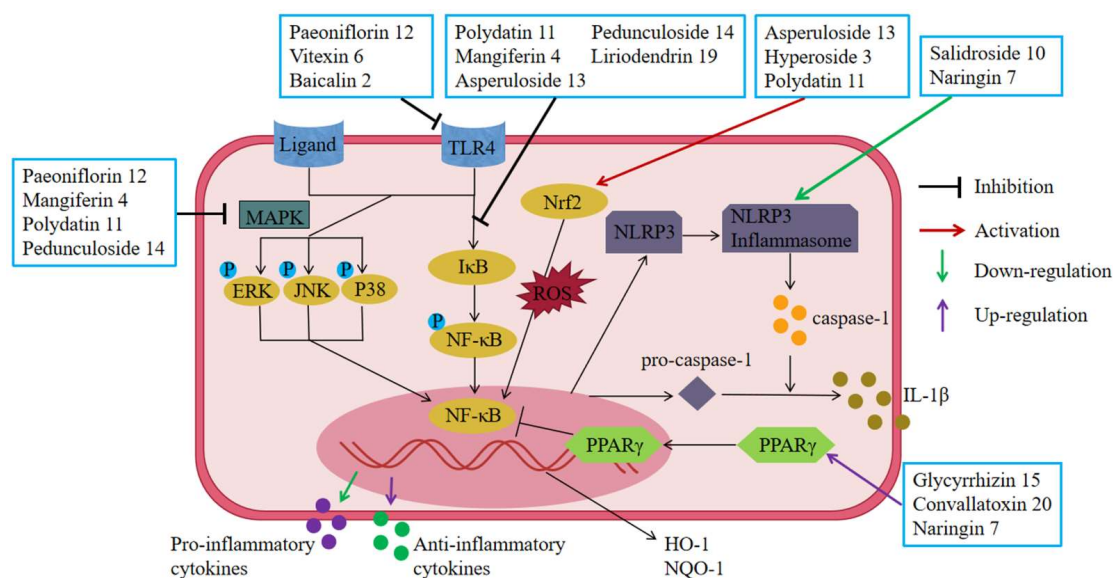 Paeoniflorin 12
Vitexin 6
Baicalin 2
Polydatin 11
Mangiferin 4
Asperuloside 13
Pedunculoside 14
Liriodendrin 19
Asperuloside 13
Hyperoside 3
Polydatin 11
Salidroside 10
Naringin 7
Paeoniflorin 12
Mangiferin 4
Polydatin 11
Pedunculoside 14
Ligand
TLR4
MAPK
Nrf2
NLRP3
NLRP3
Inflammasome
Inhibition
Activation
Down-regulation
Up-regulation
P
ERK
P
JNK
P
P38
IκB
ROS
P
NF-κB
caspase-1
pro-caspase-1
IL-1β
NF-κB
PPARγ
PPARγ
Glycyrrhizin 15
Convallatoxin 20
Naringin 7
Pro-inflammatory
cytokines
Anti-inflammatory
cytokines
HO-1
NQO-1